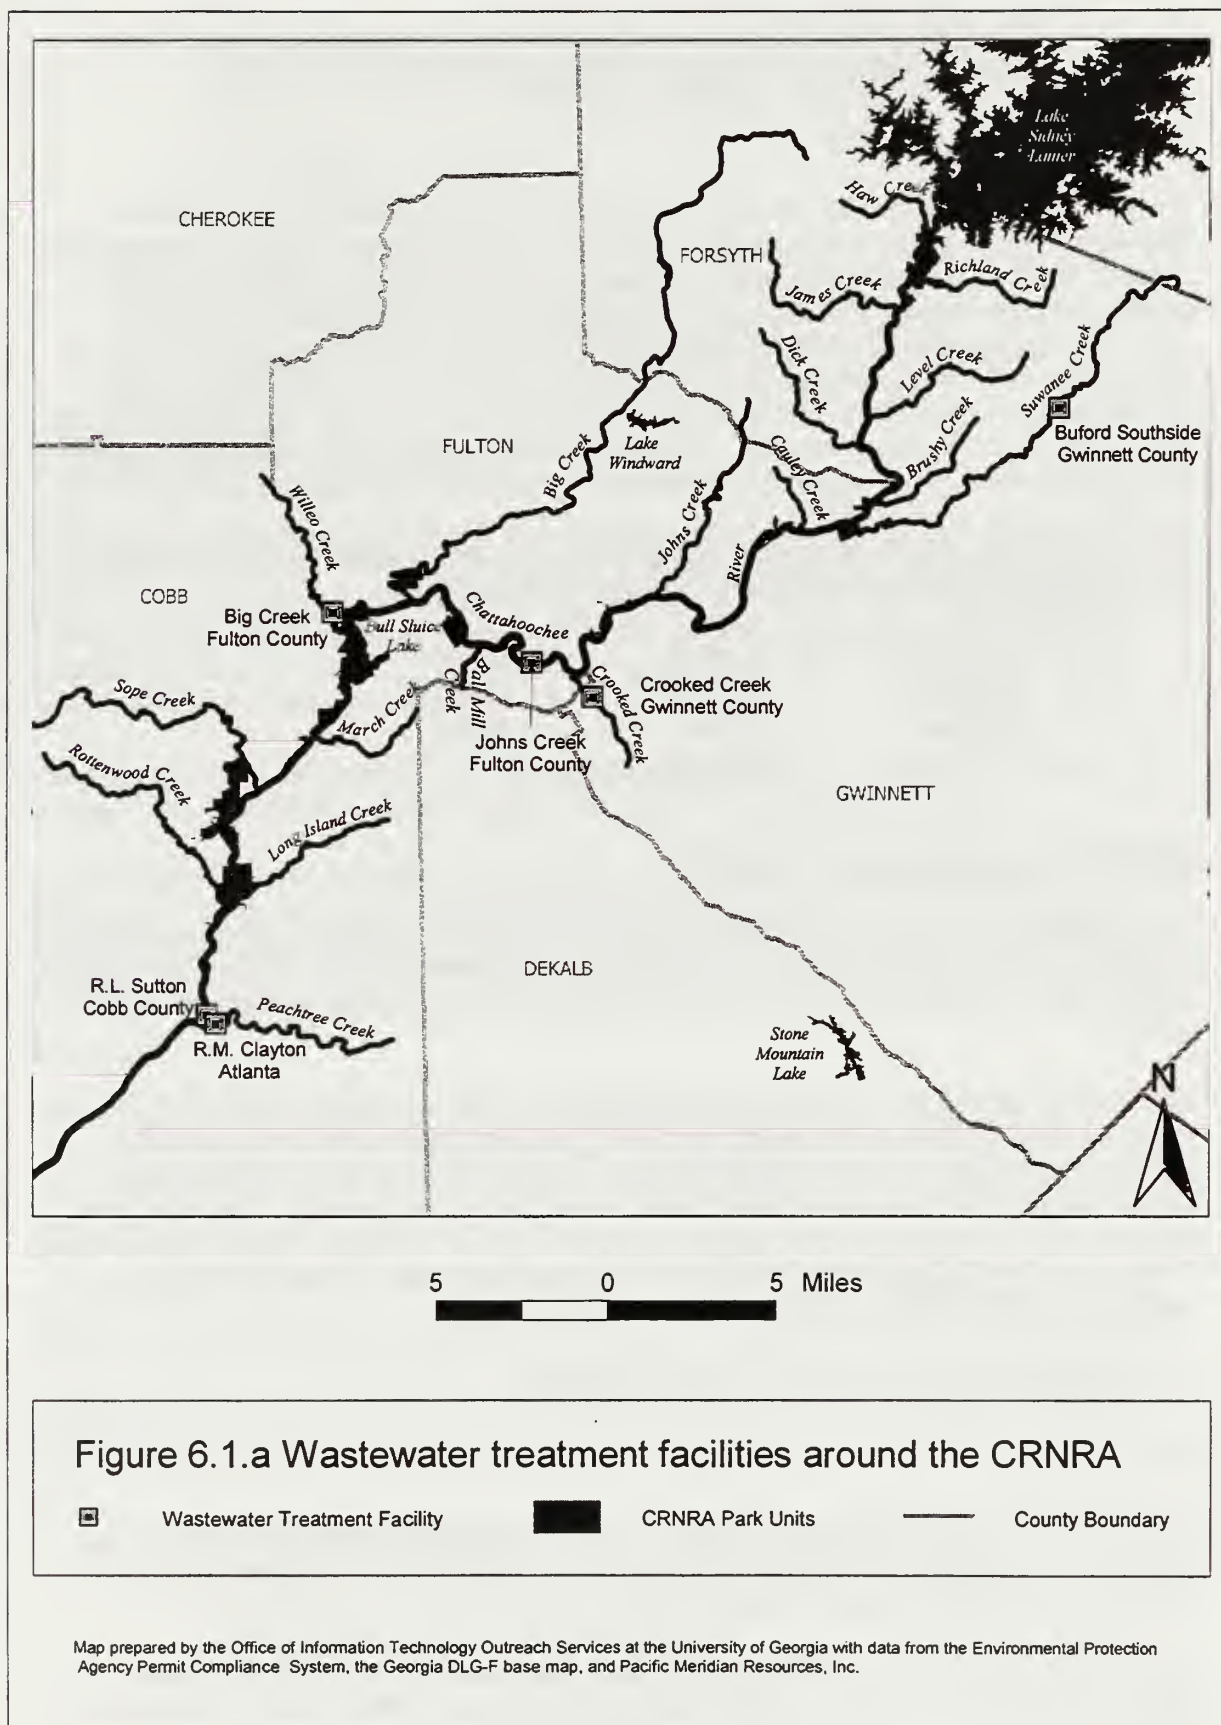 Lake
Sidney
Lanier
Haw Creek
CHEROKEE
FORSYTH
Richland Creek
James Creek
Dick Creek
Level Creek
Suwanee Creek
Buford Southside
Gwinnett County
FULTON
Lake
Windward
Big Creek
Cauley Creek
Brushy Creek
Willeo Creek
Johns Creek
River
COBB
Big Creek
Fulton County
Bull Sluice
Lake
Chattahoochee
Sope Creek
March Creek
Ball Mill
Creek
Crooked Creek
Crooked Creek
Gwinnett County
Rottenwood Creek
Johns Creek
Fulton County
GWINNETT
Long Island Creek
DEKALB
R.L. Sutton
Cobb County
Peachtree Creek
R.M. Clayton
Atlanta
Stone
Mountain
Lake
N
5 0 5 Miles
Figure 6.1.a Wastewater treatment facilities around the CRNRA
Wastewater Treatment Facility CRNRA Park Units County Boundary
Map prepared by the Office of Information Technology Outreach Services at the University of Georgia with data from the Environmental Protection
Agency Permit Compliance System, the Georgia DLG-F base map, and Pacific Meridian Resources, Inc.